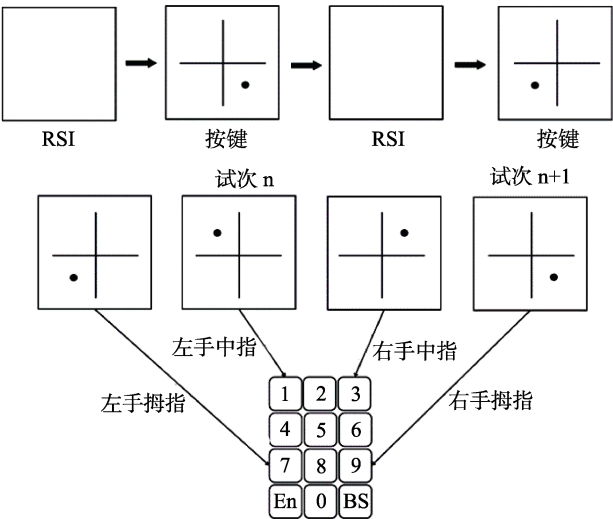 RSI 按键 RSI 按键
试次 n 试次 n+1
左手中指 右手中指
左手拇指 右手拇指
1 2 3
4 5 6
7 8 9
En 0 BS